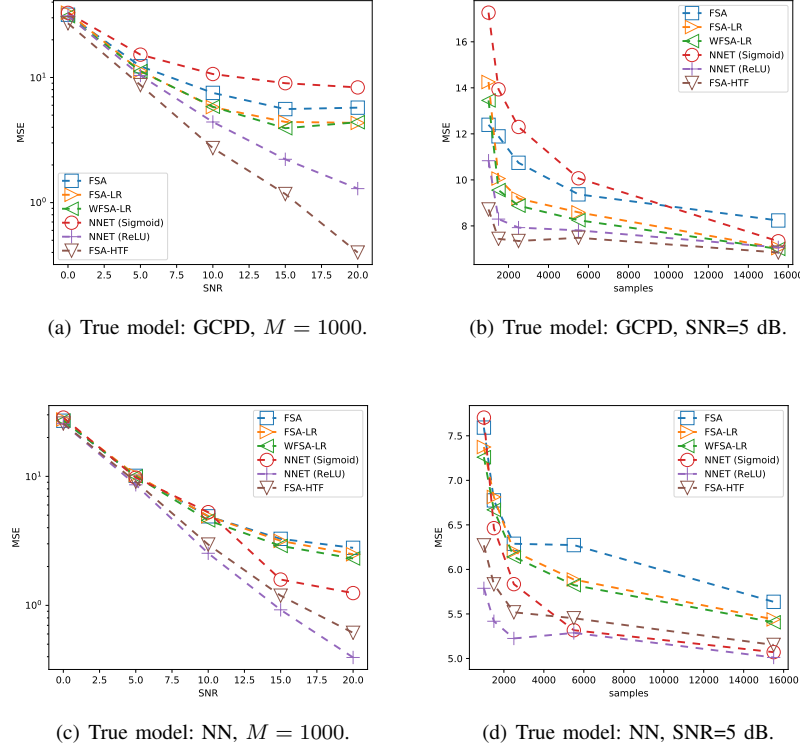 MSE
10¹
10⁰
FSA
FSA-LR
WFSA-LR
NNET (Sigmoid)
NNET (ReLU)
FSA-HTF
0.0 2.5 5.0 7.5 10.0 12.5 15.0 17.5 20.0
SNR
(a) True model: GCPD, M = 1000.
MSE
16
14
12
10
8
FSA
FSA-LR
WFSA-LR
NNET (Sigmoid)
NNET (ReLU)
FSA-HTF
2000 4000 6000 8000 10000 12000 14000 16000
samples
(b) True model: GCPD, SNR=5 dB.
MSE
10¹
10⁰
FSA
FSA-LR
WFSA-LR
NNET (Sigmoid)
NNET (ReLU)
FSA-HTF
0.0 2.5 5.0 7.5 10.0 12.5 15.0 17.5 20.0
SNR
(c) True model: NN, M = 1000.
MSE
7.5
7.0
6.5
6.0
5.5
5.0
FSA
FSA-LR
WFSA-LR
NNET (Sigmoid)
NNET (ReLU)
FSA-HTF
0 2000 4000 6000 8000 10000 12000 14000 16000
samples
(d) True model: NN, SNR=5 dB.